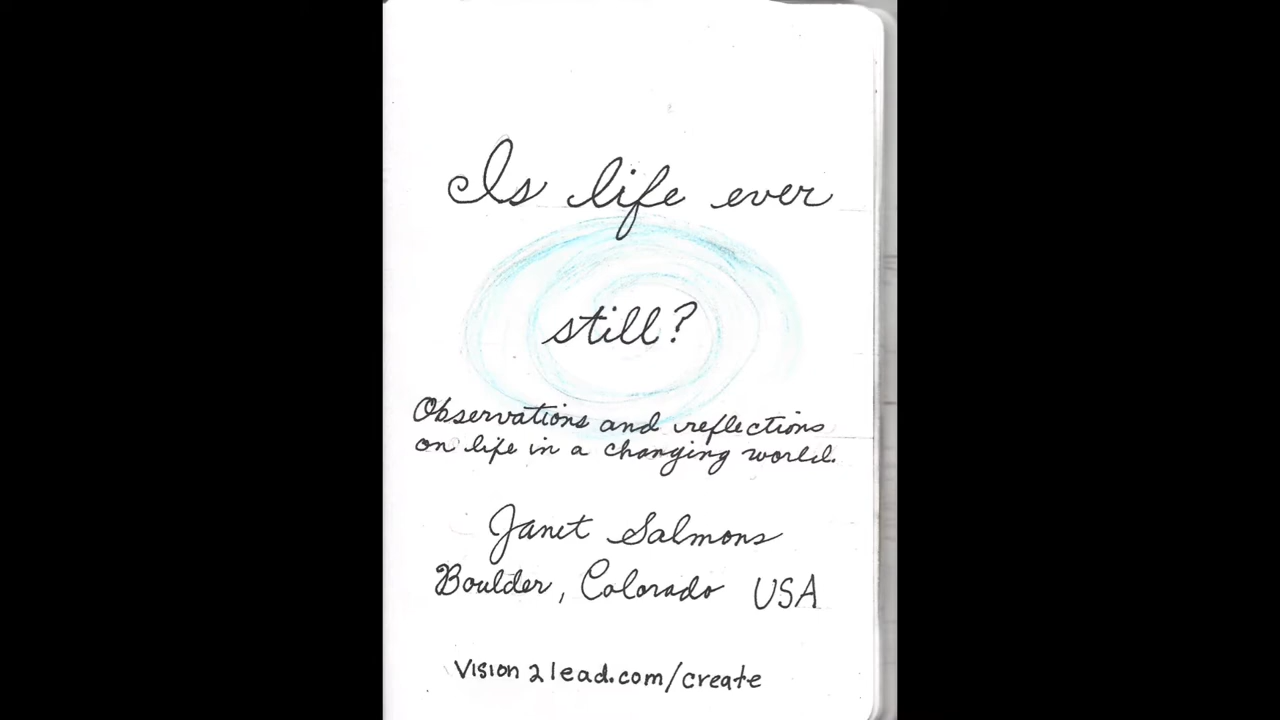 Is life ever
still?
Observations and reflections
on life in a changing world.
Janet Salmons
Boulder, Colorado USA
Vision2lead.com/create